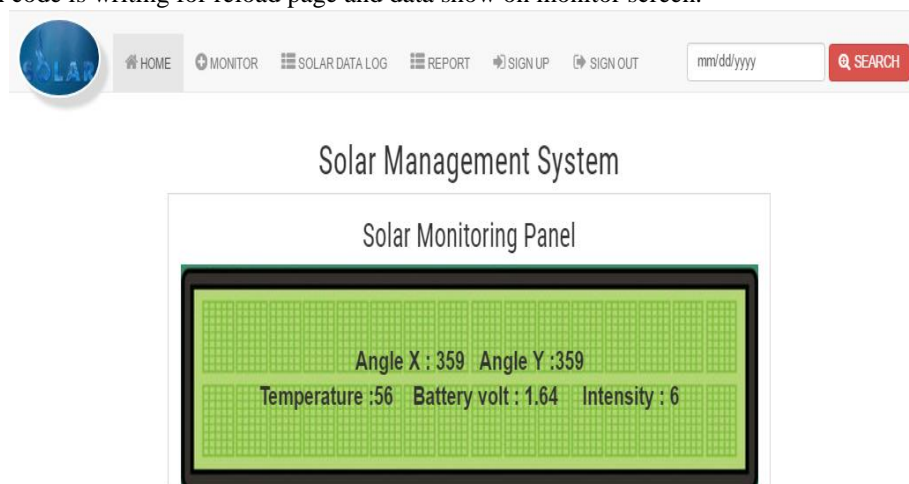 code is writing for reload page and data show on monitor screen.
SOLAR
HOME MONITOR SOLAR DATA LOG REPORT SIGN UP SIGN OUT mm/dd/yyyy SEARCH
Solar Management System
Solar Monitoring Panel
Angle X : 359 Angle Y :359
Temperature :56 Battery volt : 1.64 Intensity : 6